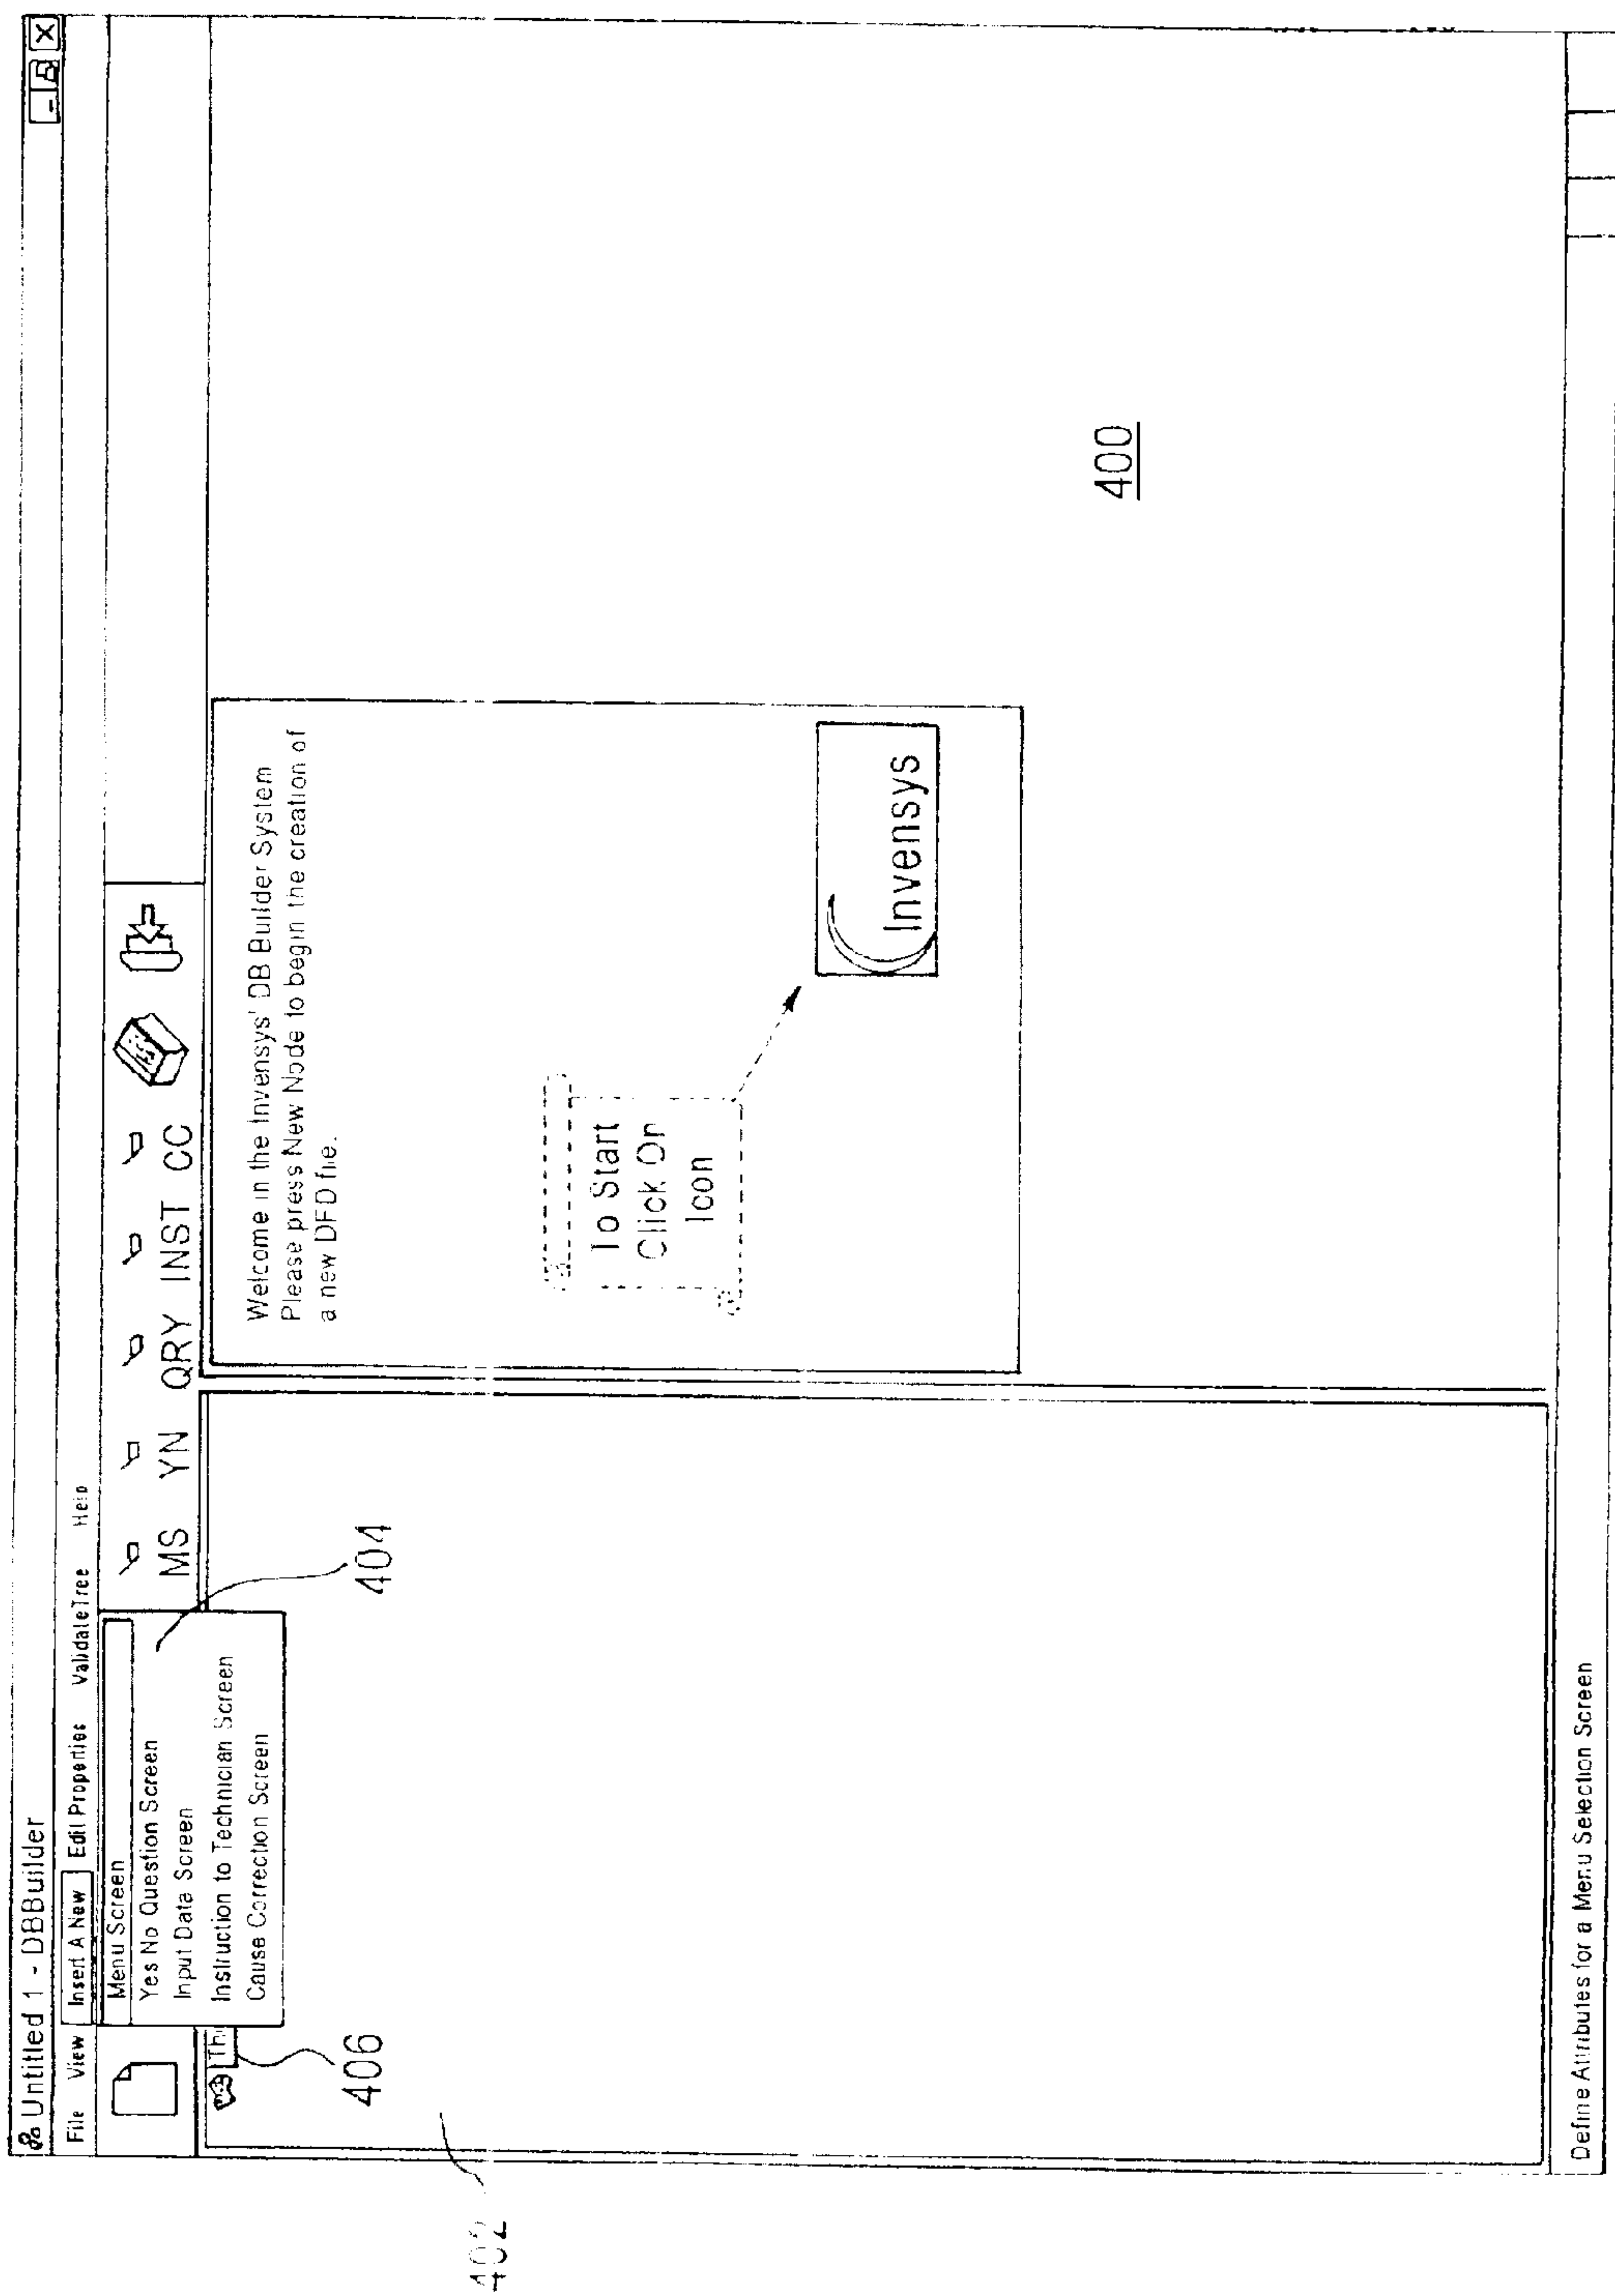 Untitled 1 - DBBuilder
File View Insert A New Edit Properties ValidateTree Help
Menu Screen
Yes No Question Screen
Input Data Screen
Instruction to Technician Screen
Cause Correction Screen
MS YN QRY INST CC
404
406
402
Welcome in the Invensys' DB Builder System
Please press New Node to begin the creation of
a new DFD file.
To Start
Click On
Icon
Invensys
400
Define Attributes for a Menu Selection Screen